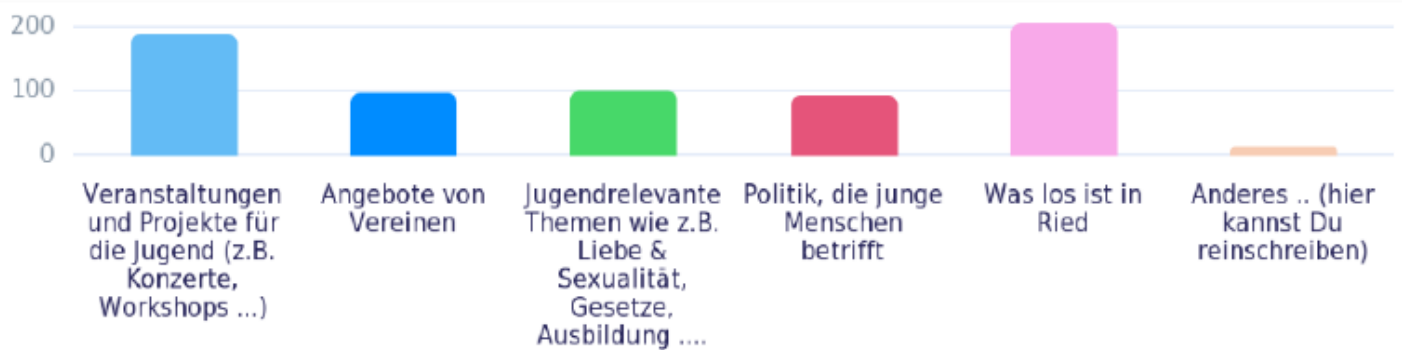 200
100
0
Veranstaltungen
und Projekte für
die Jugend (z.B.
Konzerte,
Workshops ...)
Angebote von
Vereinen
Jugendrelevante
Themen wie z.B.
Liebe &
Sexualität,
Gesetze,
Ausbildung ....
Politik, die junge
Menschen
betrifft
Was los ist in
Ried
Anderes .. (hier
kannst Du
reinschreiben)